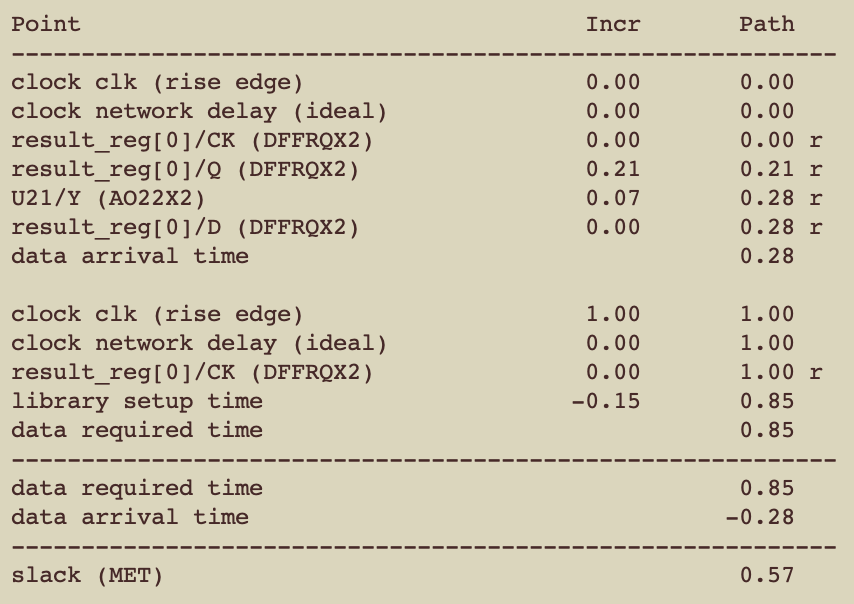 Point Incr Path
-----------------------------------------------------------
clock clk (rise edge) 0.00 0.00
clock network delay (ideal) 0.00 0.00
result_reg[0]/CK (DFFRQX2) 0.00 0.00 r
result_reg[0]/Q (DFFRQX2) 0.21 0.21 r
U21/Y (AO22X2) 0.07 0.28 r
result_reg[0]/D (DFFRQX2) 0.00 0.28 r
data arrival time 0.28

clock clk (rise edge) 1.00 1.00
clock network delay (ideal) 0.00 1.00
result_reg[0]/CK (DFFRQX2) 0.00 1.00 r
library setup time -0.15 0.85
data required time 0.85
-----------------------------------------------------------
data required time 0.85
data arrival time -0.28
-----------------------------------------------------------
slack (MET) 0.57